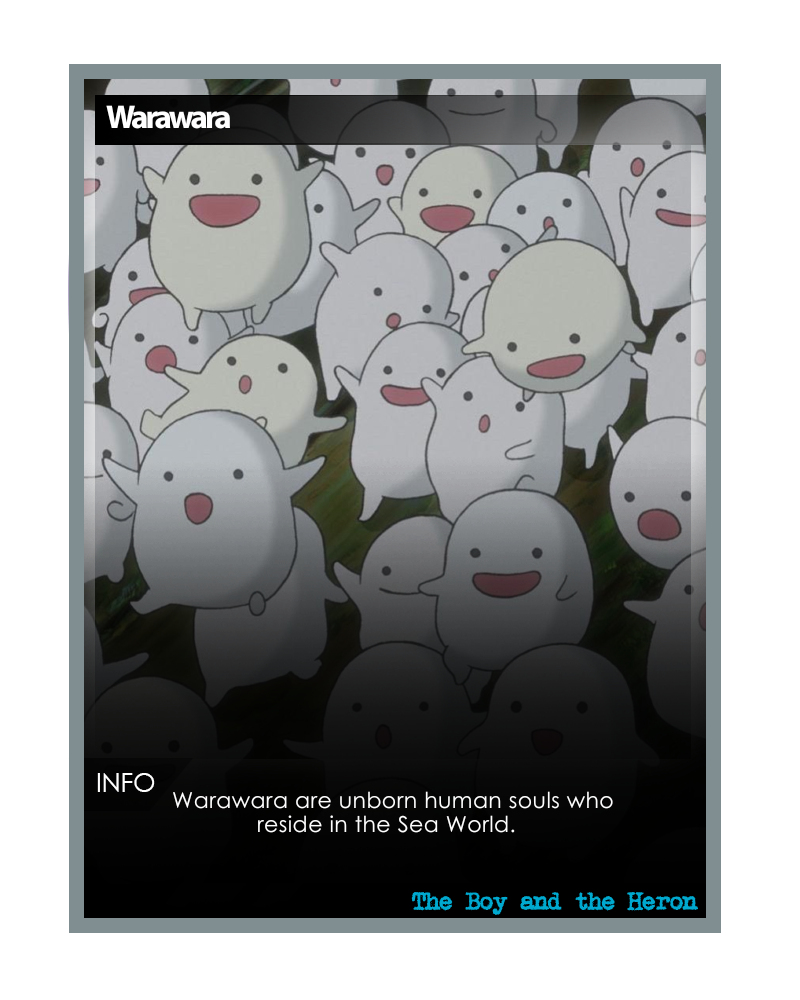 Warawara
INFO
Warawara are unborn human souls who
reside in the Sea World.
The Boy and the Heron